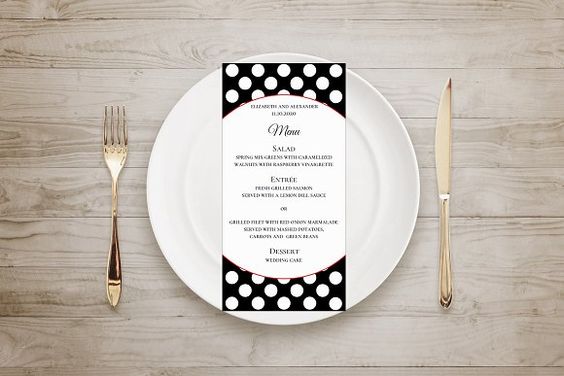 ELIZABETH AND ALEXANDER
11.10.2020
Menu
SALAD
SPRING MIX GREENS WITH CARAMELIZED
WALNUTS WITH RASPBERRY VINAIGRETTE
ENTRÉE
FRESH GRILLED SALMON
SERVED WITH A LEMON DILL SAUCE
OR
GRILLED FILET WITH RED ONION MARMALADE
SERVED WITH MASHED POTATOES,
CARROTS AND GREEN BEANS
DESSERT
WEDDING CAKE